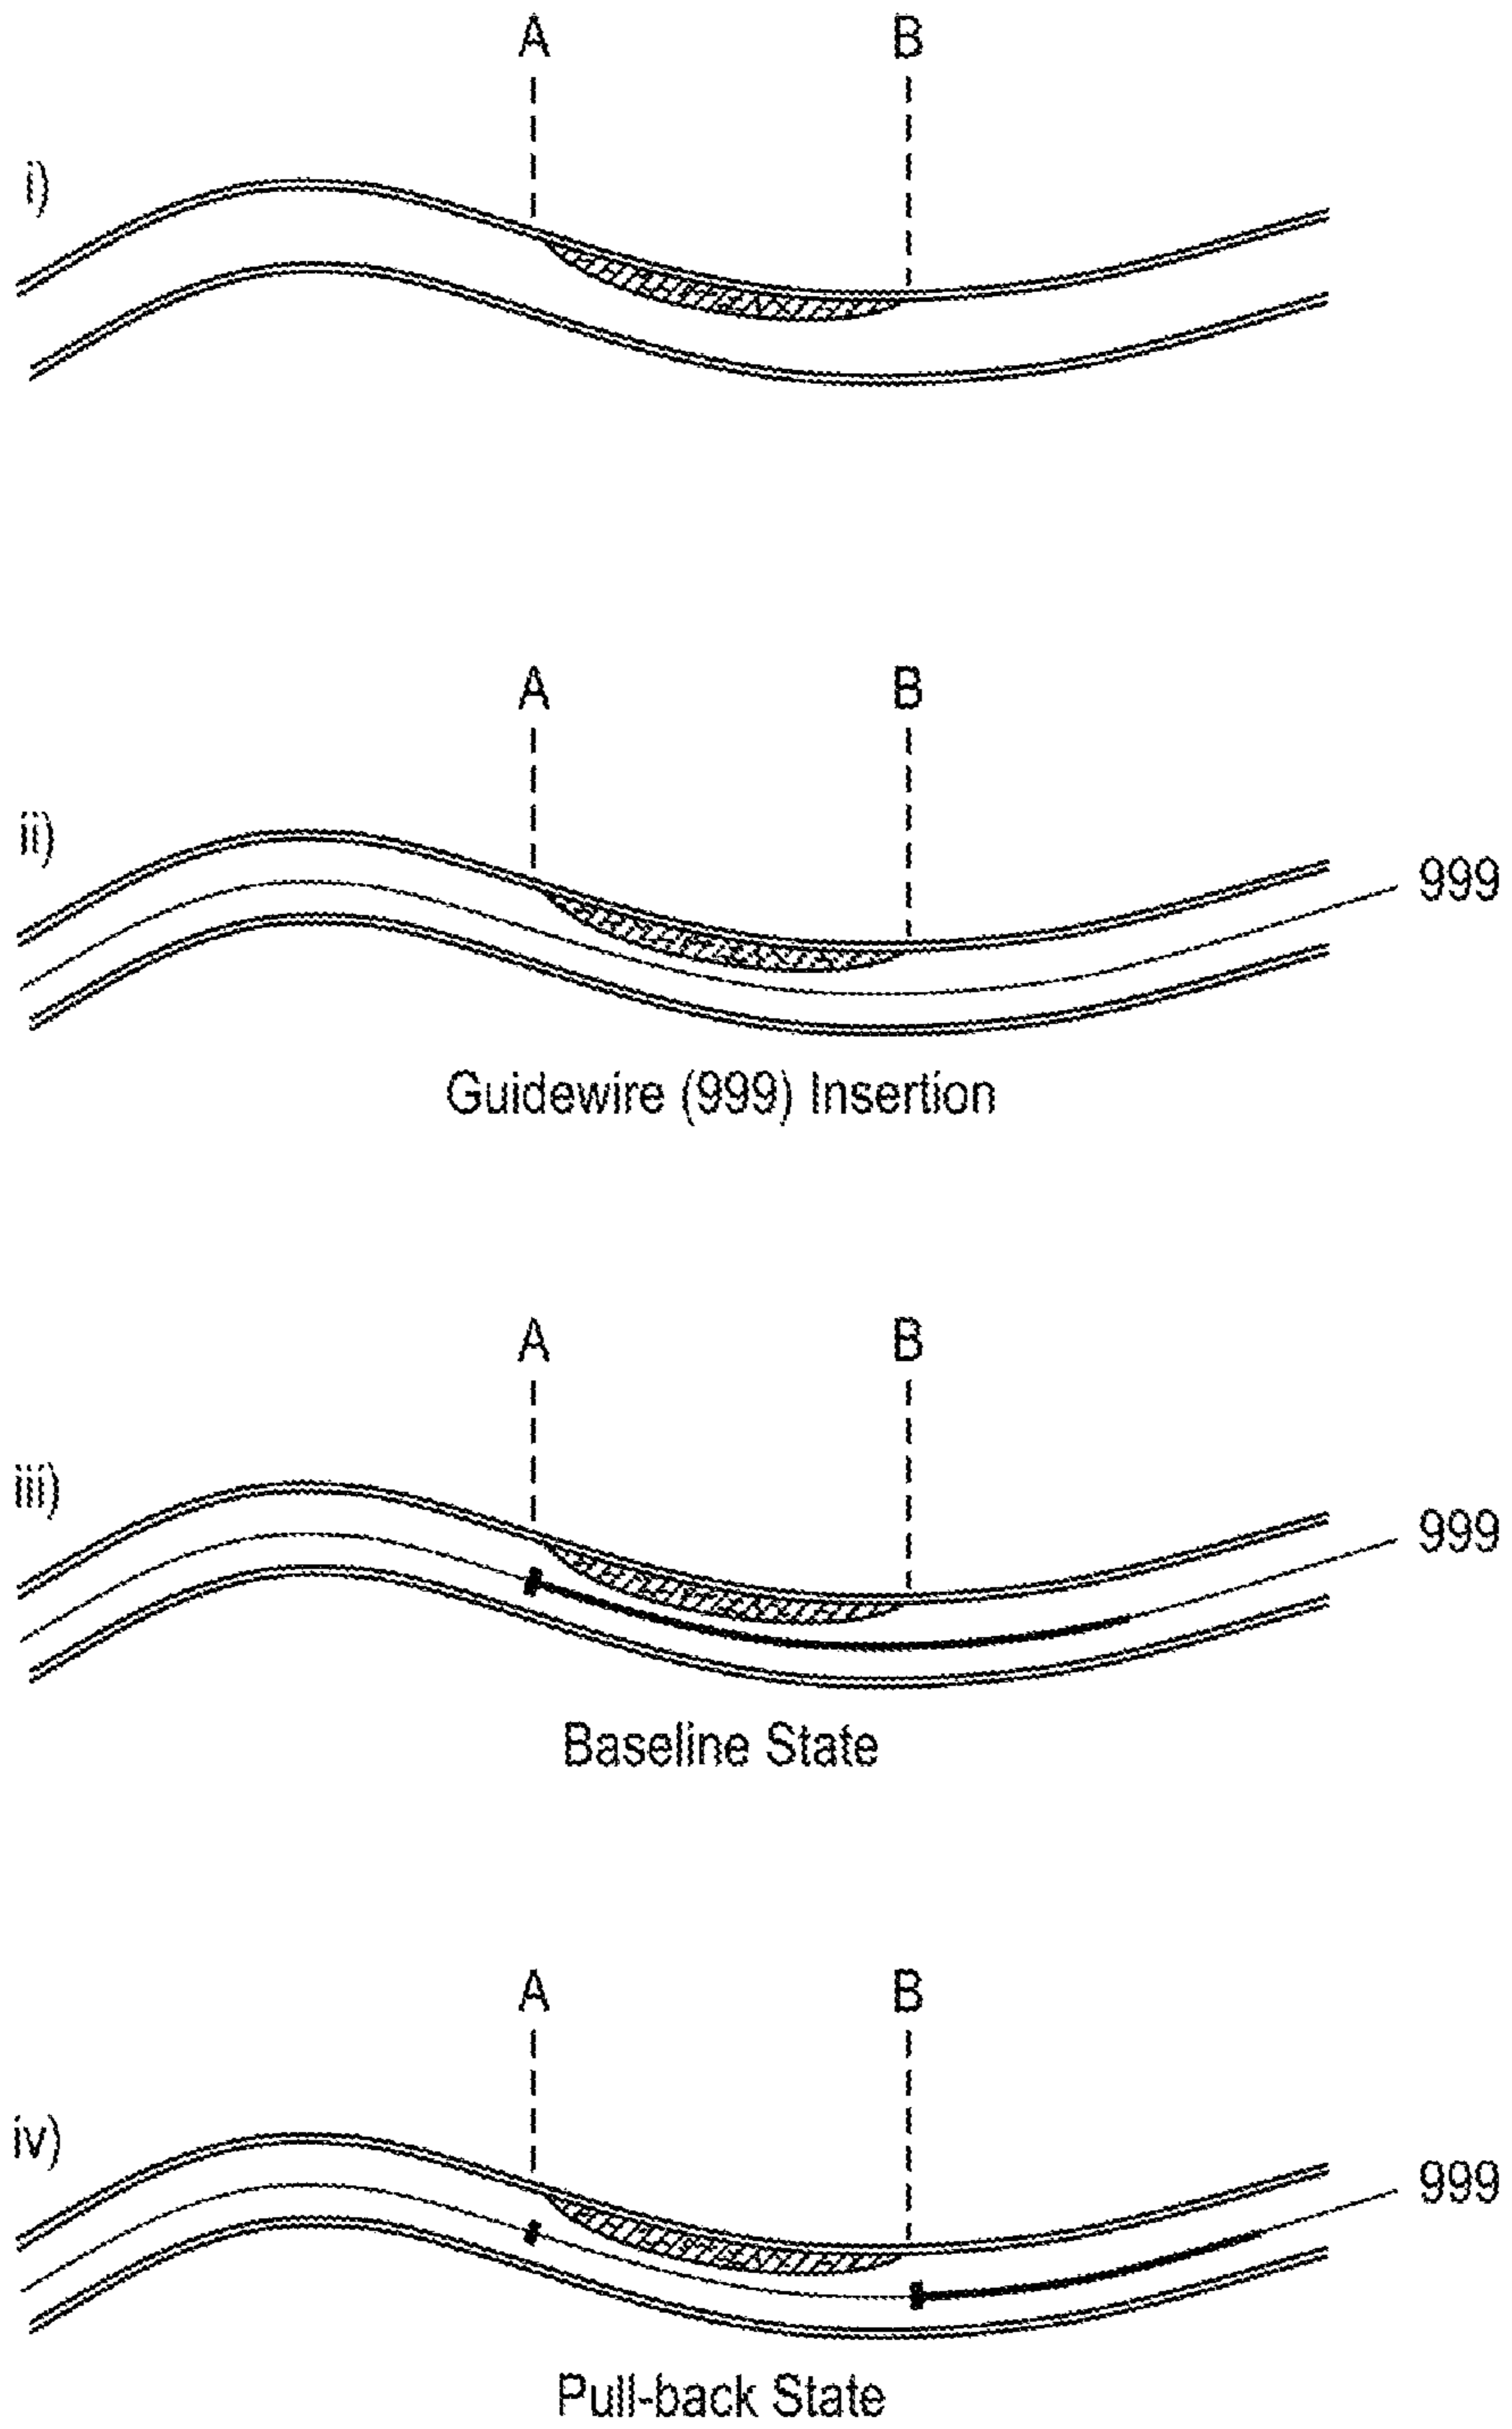 A B
i)
A B
ii)
999
Guidewire (999) Insertion
A B
iii)
999
Baseline State
A B
iv)
999
Pull-back State